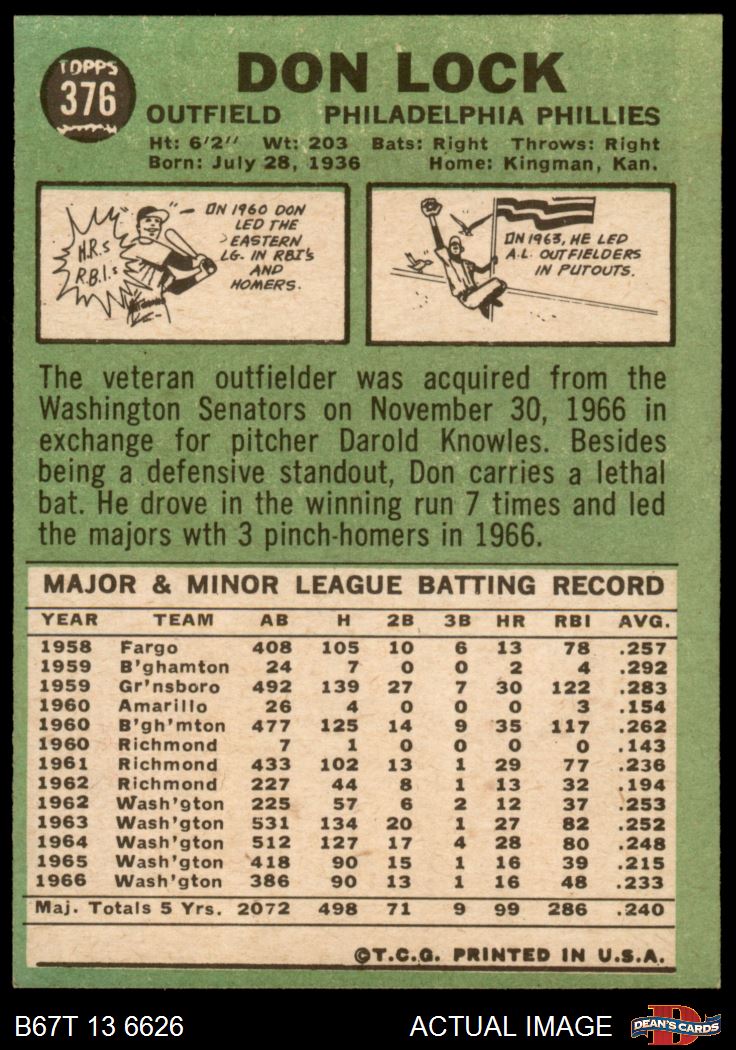 TOPPS
376
DON LOCK
OUTFIELD PHILADELPHIA PHILLIES
Ht: 6'2" Wt: 203 Bats: Right Throws: Right
Born: July 28, 1936 Home: Kingman, Kan.
H.R.s
R.B.I.s
IN 1960 DON
LED THE
EASTERN
LG. IN RBI'S
AND
HOMERS.
IN 1963, HE LED
A.L. OUTFIELDERS
IN PUTOUTS.
The veteran outfielder was acquired from the
Washington Senators on November 30, 1966 in
exchange for pitcher Darold Knowles. Besides
being a defensive standout, Don carries a lethal
bat. He drove in the winning run 7 times and led
the majors wth 3 pinch-homers in 1966.
MAJOR & MINOR LEAGUE BATTING RECORD
YEAR TEAM AB H 2B 3B HR RBI AVG.
1958 Fargo 408 105 10 6 13 78 .257
1959 B'ghamton 24 7 0 0 2 4 .292
1959 Gr'nsboro 492 139 27 7 30 122 .283
1960 Amarillo 26 4 0 0 0 3 .154
1960 B'gh'mton 477 125 14 9 35 117 .262
1960 Richmond 7 1 0 0 0 0 .143
1961 Richmond 433 102 13 1 29 77 .236
1962 Richmond 227 44 8 1 13 32 .194
1962 Wash'gton 225 57 6 2 12 37 .253
1963 Wash'gton 531 134 20 1 27 82 .252
1964 Wash'gton 512 127 17 4 28 80 .248
1965 Wash'gton 418 90 15 1 16 39 .215
1966 Wash'gton 386 90 13 1 16 48 .233
Maj. Totals 5 Yrs. 2072 498 71 9 99 286 .240
©T.C.G. PRINTED IN U.S.A.
B67T 13 6626 ACTUAL IMAGE
DEAN'S CARDS